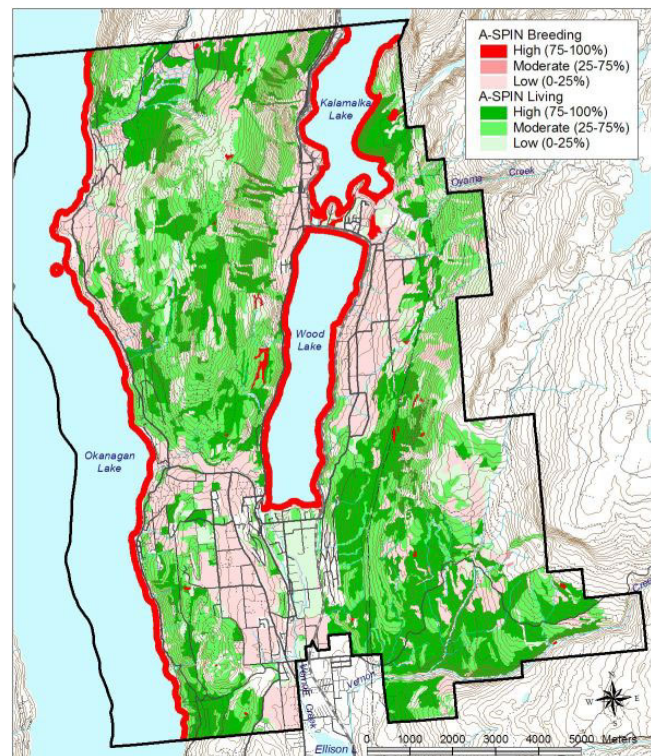 A-SPIN Breeding
High (75-100%)
Moderate (25-75%)
Low (0-25%)
A-SPIN Living
High (75-100%)
Moderate (25-75%)
Low (0-25%)
Kalamalka
Lake
Oyama Creek
Wood
Lake
Okanagan
Lake
Creek
Vernon
Creek
N
W E
S
Ellison L
0 1000 2000 3000 4000 5000 Meters